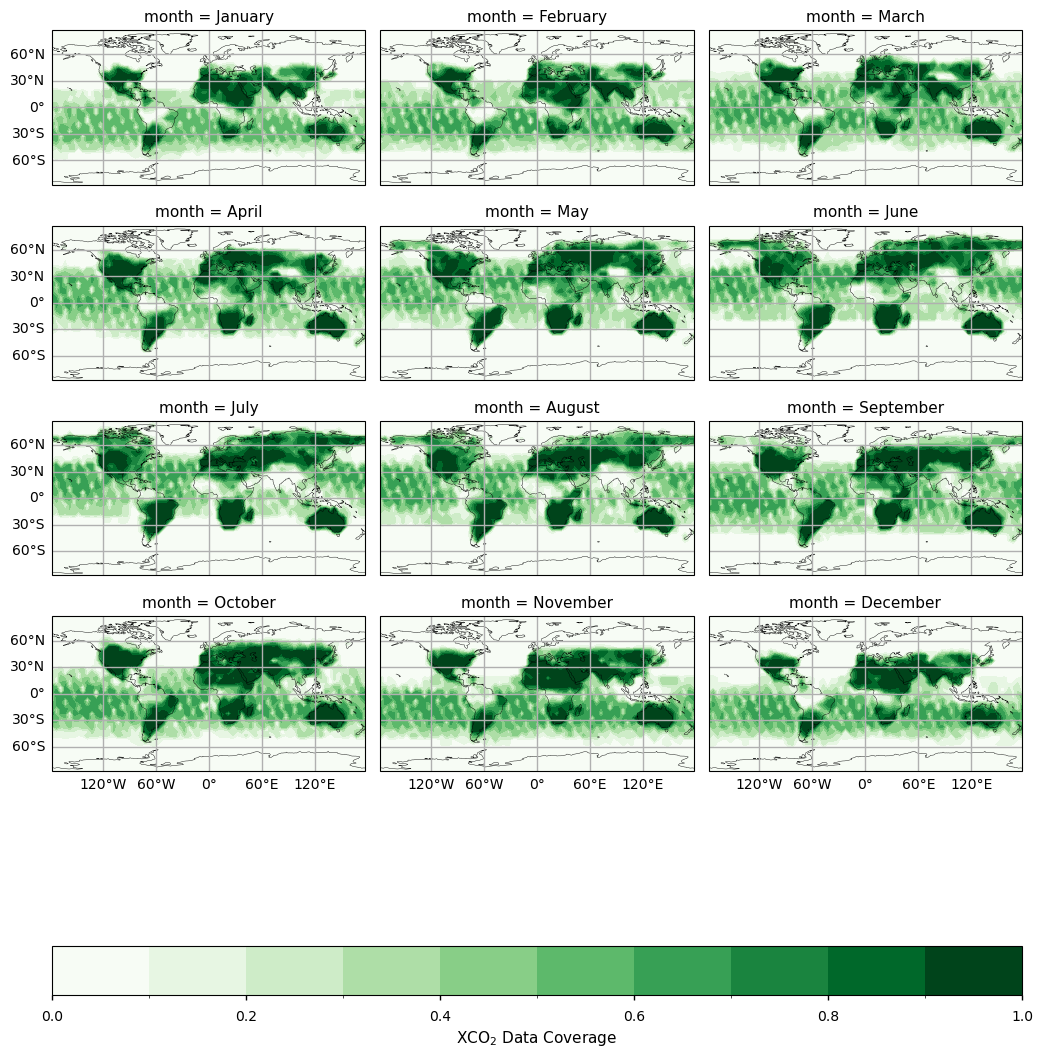 month = January
month = February
month = March
60°N
30°N
0°
30°S
60°S
month = April
month = May
month = June
60°N
30°N
0°
30°S
60°S
month = July
month = August
month = September
60°N
30°N
0°
30°S
60°S
month = October
month = November
month = December
60°N
30°N
0°
30°S
60°S
120°W 60°W 0° 60°E 120°E 120°W 60°W 0° 60°E 120°E 120°W 60°W 0° 60°E 120°E
0.0 0.2 0.4 0.6 0.8 1.0
XCO₂ Data Coverage